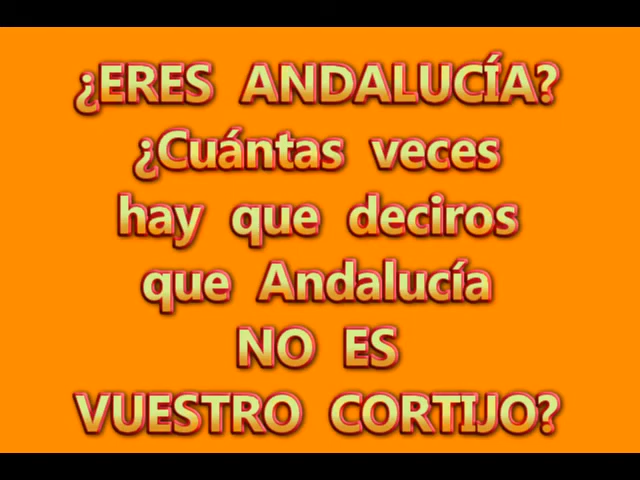 ¿ERES ANDALUCÍA?
¿Cuántas veces
hay que deciros
que Andalucía
NO ES
VUESTRO CORTIJO?